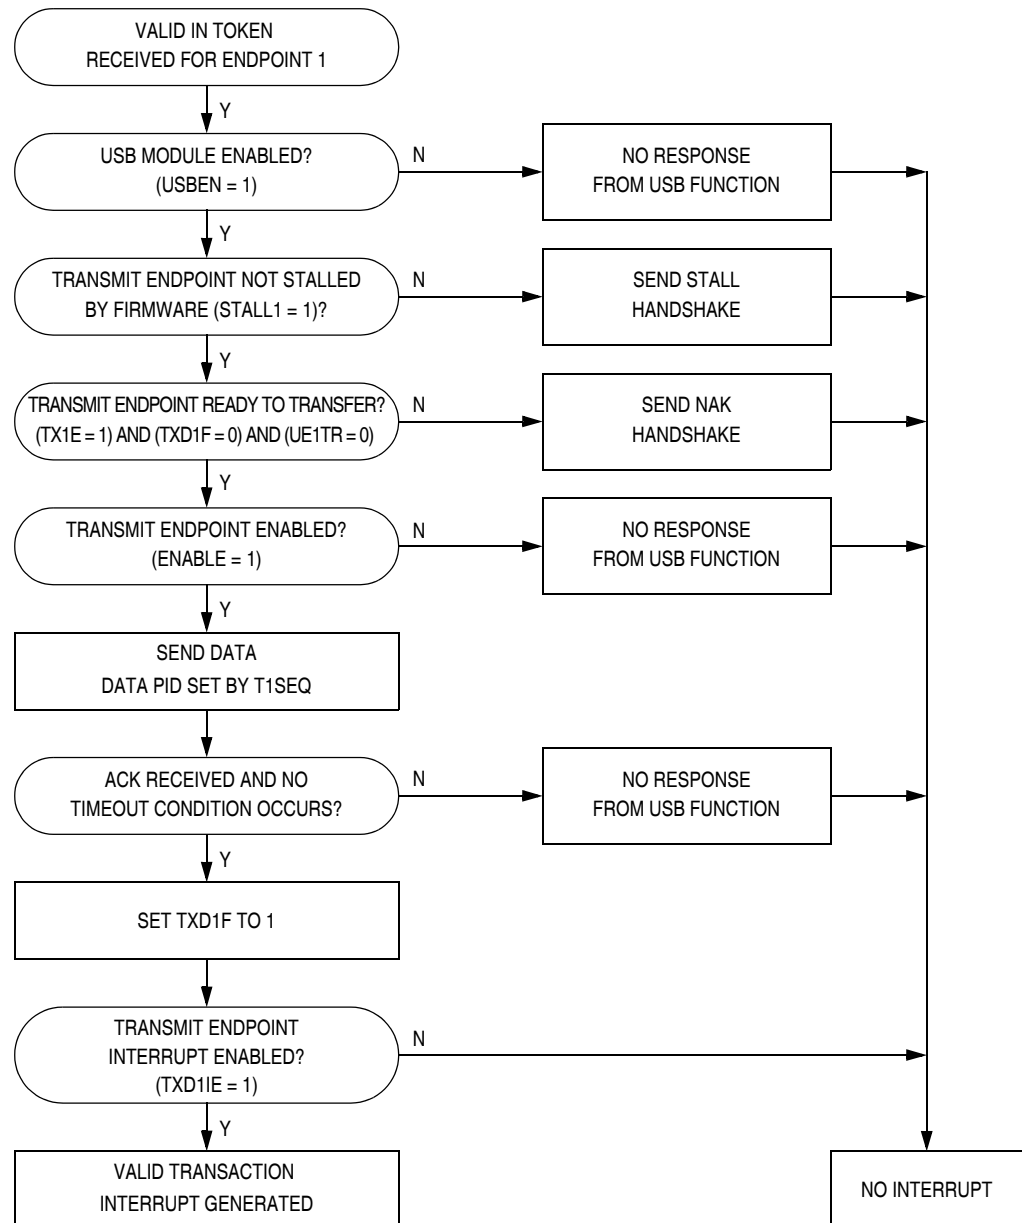 VALID IN TOKEN
RECEIVED FOR ENDPOINT 1
Y
USB MODULE ENABLED?
(USBEN = 1)
N
NO RESPONSE
FROM USB FUNCTION
Y
TRANSMIT ENDPOINT NOT STALLED
BY FIRMWARE (STALL1 = 1)?
N
SEND STALL
HANDSHAKE
Y
TRANSMIT ENDPOINT READY TO TRANSFER?
(TX1E = 1) AND (TXD1F = 0) AND (UE1TR = 0)
N
SEND NAK
HANDSHAKE
Y
TRANSMIT ENDPOINT ENABLED?
(ENABLE = 1)
N
NO RESPONSE
FROM USB FUNCTION
Y
SEND DATA
DATA PID SET BY T1SEQ
ACK RECEIVED AND NO
TIMEOUT CONDITION OCCURS?
N
NO RESPONSE
FROM USB FUNCTION
Y
SET TXD1F TO 1
TRANSMIT ENDPOINT
INTERRUPT ENABLED?
(TXD1IE = 1)
N
Y
VALID TRANSACTION
INTERRUPT GENERATED
NO INTERRUPT